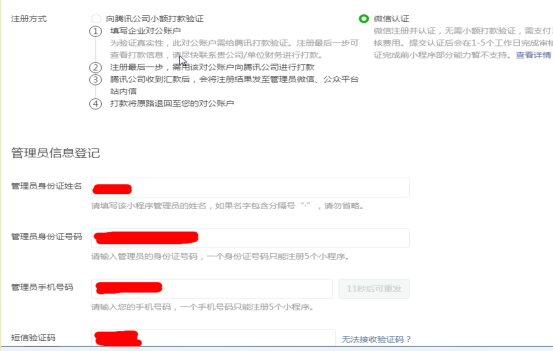 注册方式
向腾讯公司小额打款验证
① 填写企业对公账户
为验证真实性，此对公账户需给腾讯打款验证。注册最后一步可
查看打款信息，请尽快联系贵公司/单位财务进行打款。
② 注册最后一步，需用该对公账户向腾讯公司进行打款
③ 腾讯公司收到汇款后，会将注册结果发至管理员微信、公众平台
站内信
④ 打款将原路退回至您的对公账户
微信认证
微信注册并认证，无需小额打款验证，需支付
核费用。提交认证后会在1-5个工作日完成审核
证完成前小程序部分能力暂不支持。查看详情
管理员信息登记
管理员身份证姓名
请填写该小程序管理员的姓名，如果名字包含分隔号“·”，请勿省略。
管理员身份证号码
请输入管理员的身份证号码，一个身份证号码只能注册5个小程序。
管理员手机号码
11秒后可重发
请输入您的手机号码，一个手机号码只能注册5个小程序。
短信验证码
无法接收验证码？